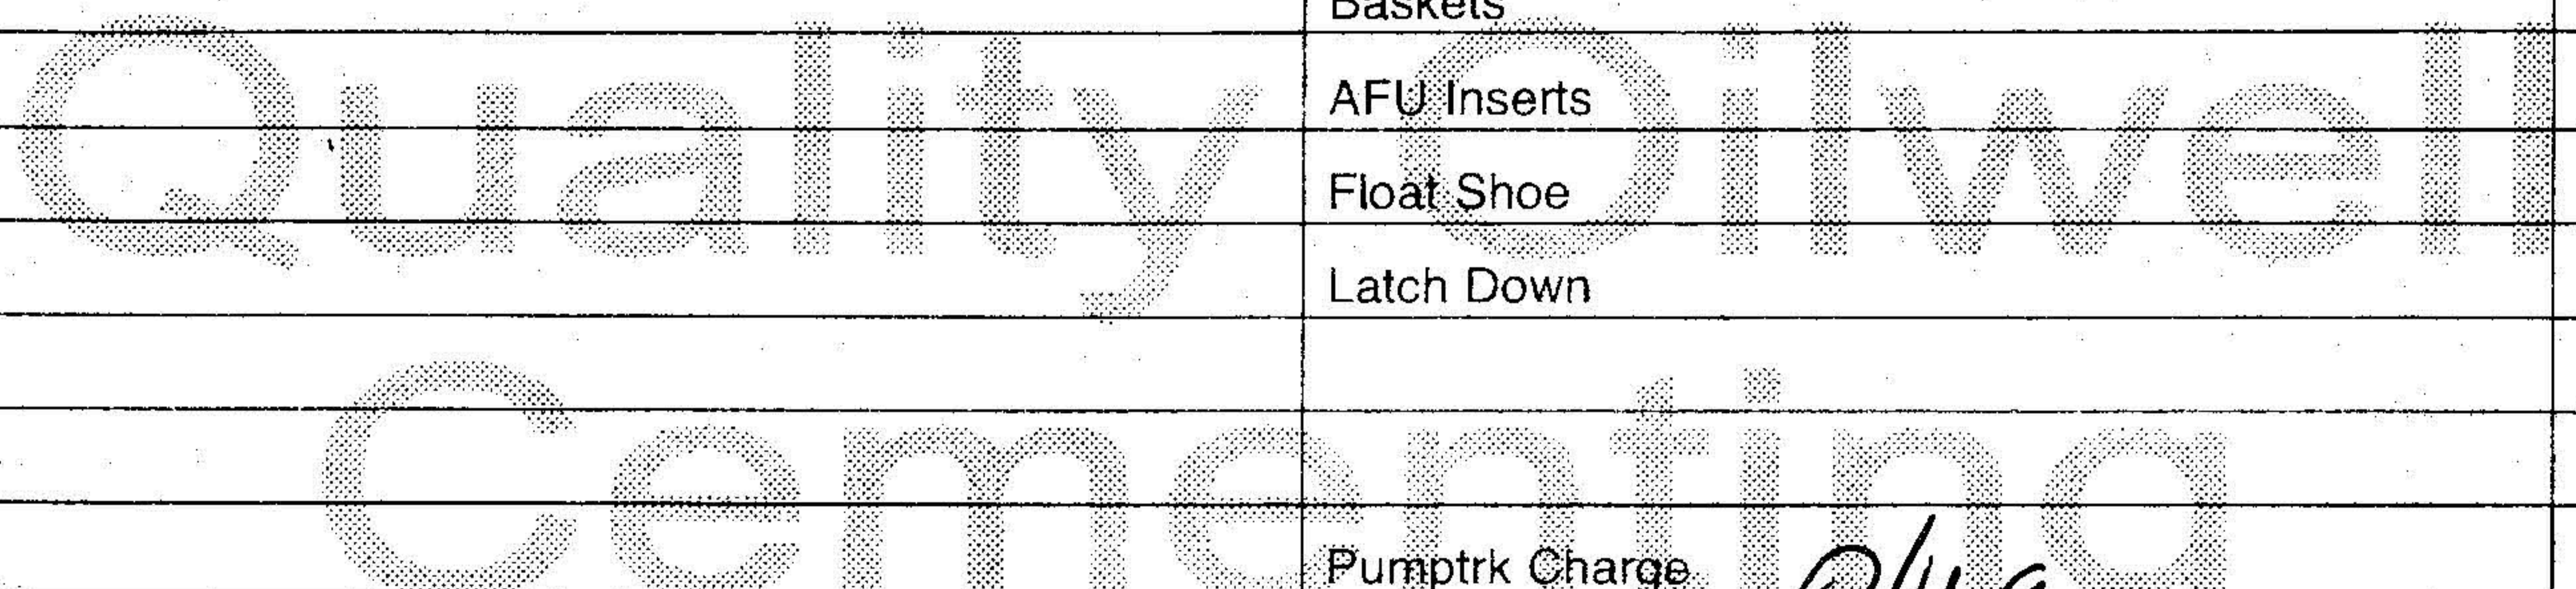 Baskets
Quality Oilwell
AFU Inserts
Float Shoe
Latch Down
Cementing
Pumptrk Charge